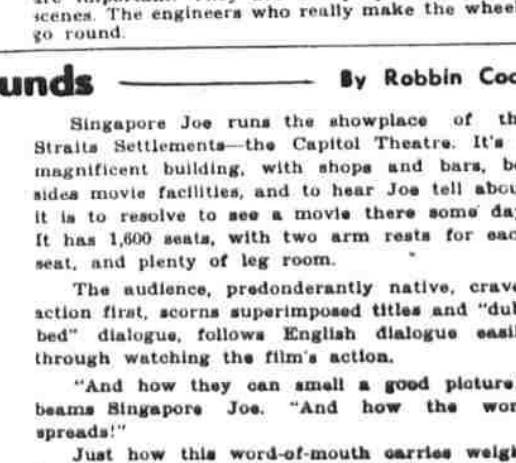 scenes. The engineers who really make the wheel
go round.
unds By Robbin Coo
Singapore Joe runs the showplace of th
Straits Settlements—the Capitol Theatre. It's
magnificent building, with shops and bars, be
sides movie facilities, and to hear Joe tell abou
it is to resolve to see a movie there some day
It has 1,600 seats, with two arm rests for eac
seat, and plenty of leg room.
The audience, predonderantly native, crave
action first, scorns superimposed titles and "dub
bed" dialogue, follows English dialogue easil
through watching the film's action.
"And how they can smell a good picture,
beams Singapore Joe. "And how the wor
spreads!"
Just how this word-of-mouth carries weigh